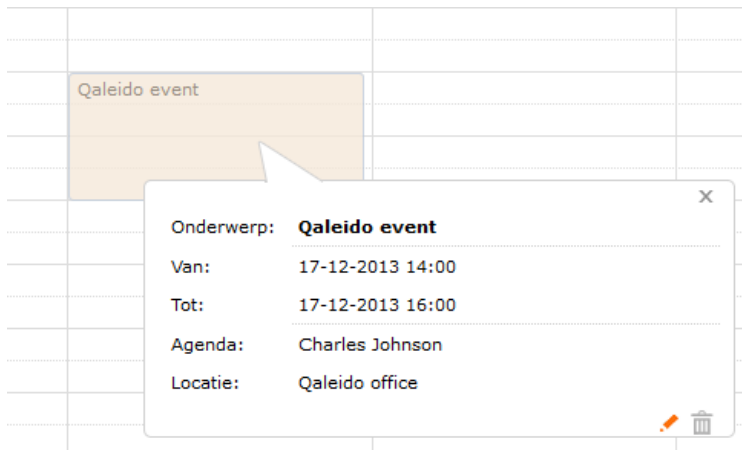 Qaleido event
Onderwerp: Qaleido event
Van: 17-12-2013 14:00
Tot: 17-12-2013 16:00
Agenda: Charles Johnson
Locatie: Qaleido office